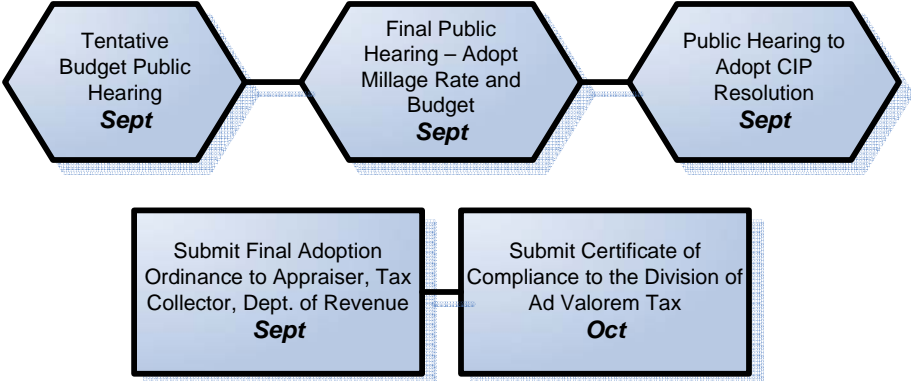 Tentative
Budget Public
Hearing
Sept
Final Public
Hearing – Adopt
Millage Rate and
Budget
Sept
Public Hearing to
Adopt CIP
Resolution
Sept
Submit Final Adoption
Ordinance to Appraiser, Tax
Collector, Dept. of Revenue
Sept
Submit Certificate of
Compliance to the Division of
Ad Valorem Tax
Oct